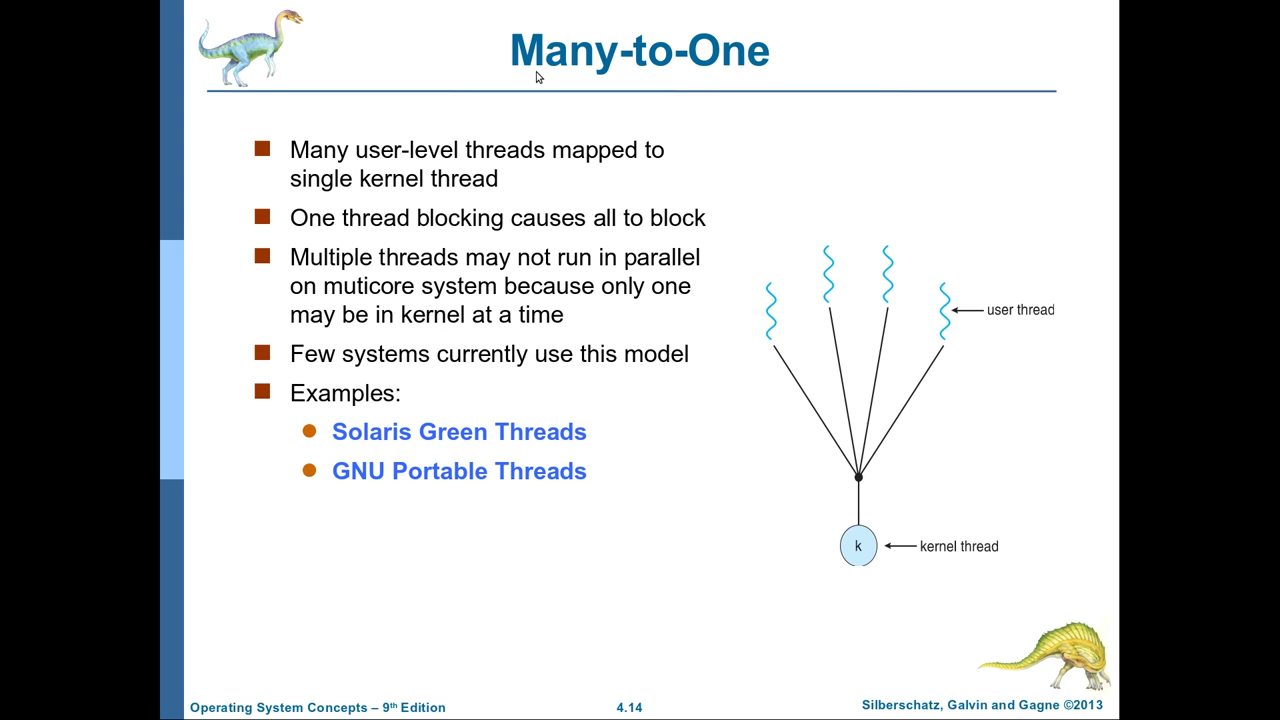 Many-to-One
Many user-level threads mapped to
single kernel thread
One thread blocking causes all to block
Multiple threads may not run in parallel
on muticore system because only one
may be in kernel at a time
Few systems currently use this model
Examples:
Solaris Green Threads
GNU Portable Threads
user thread
k
kernel thread
Operating System Concepts – 9th Edition
4.14
Silberschatz, Galvin and Gagne ©2013